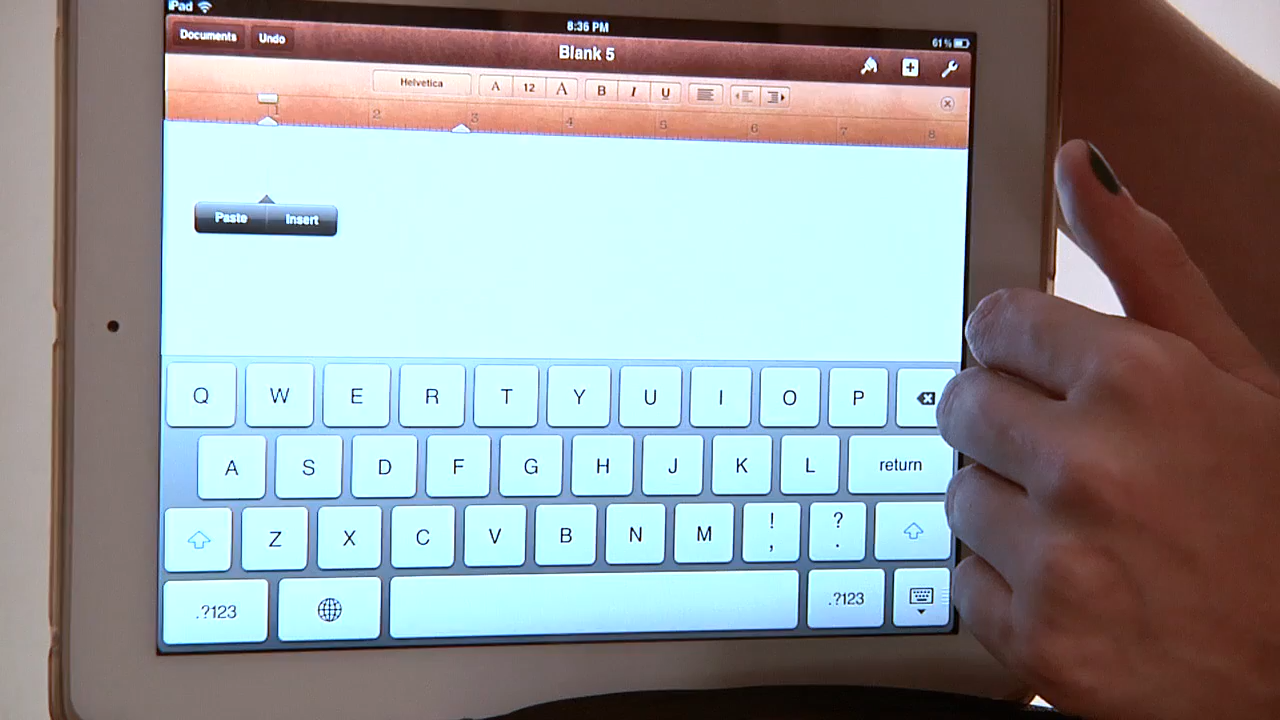 iPad 8:36 PM 61%
Documents Undo Blank 5
Helvetica A 12 A B I U
1 2 3 4 5 6 7 8
Paste Insert
Q W E R T Y U I O P
A S D F G H J K L return
Z X C V B N M ! , ? .
.?123 .?123